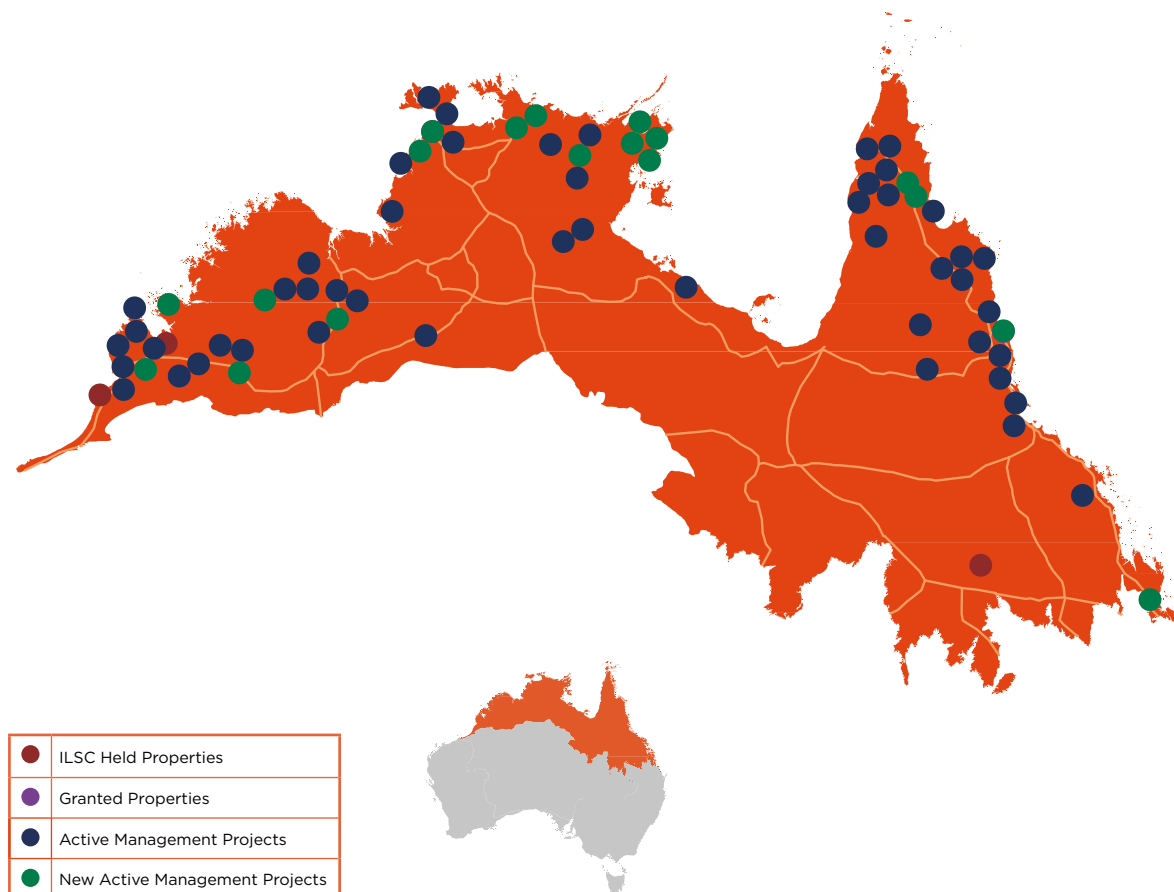 ILSC Held Properties
Granted Properties
Active Management Projects
New Active Management Projects